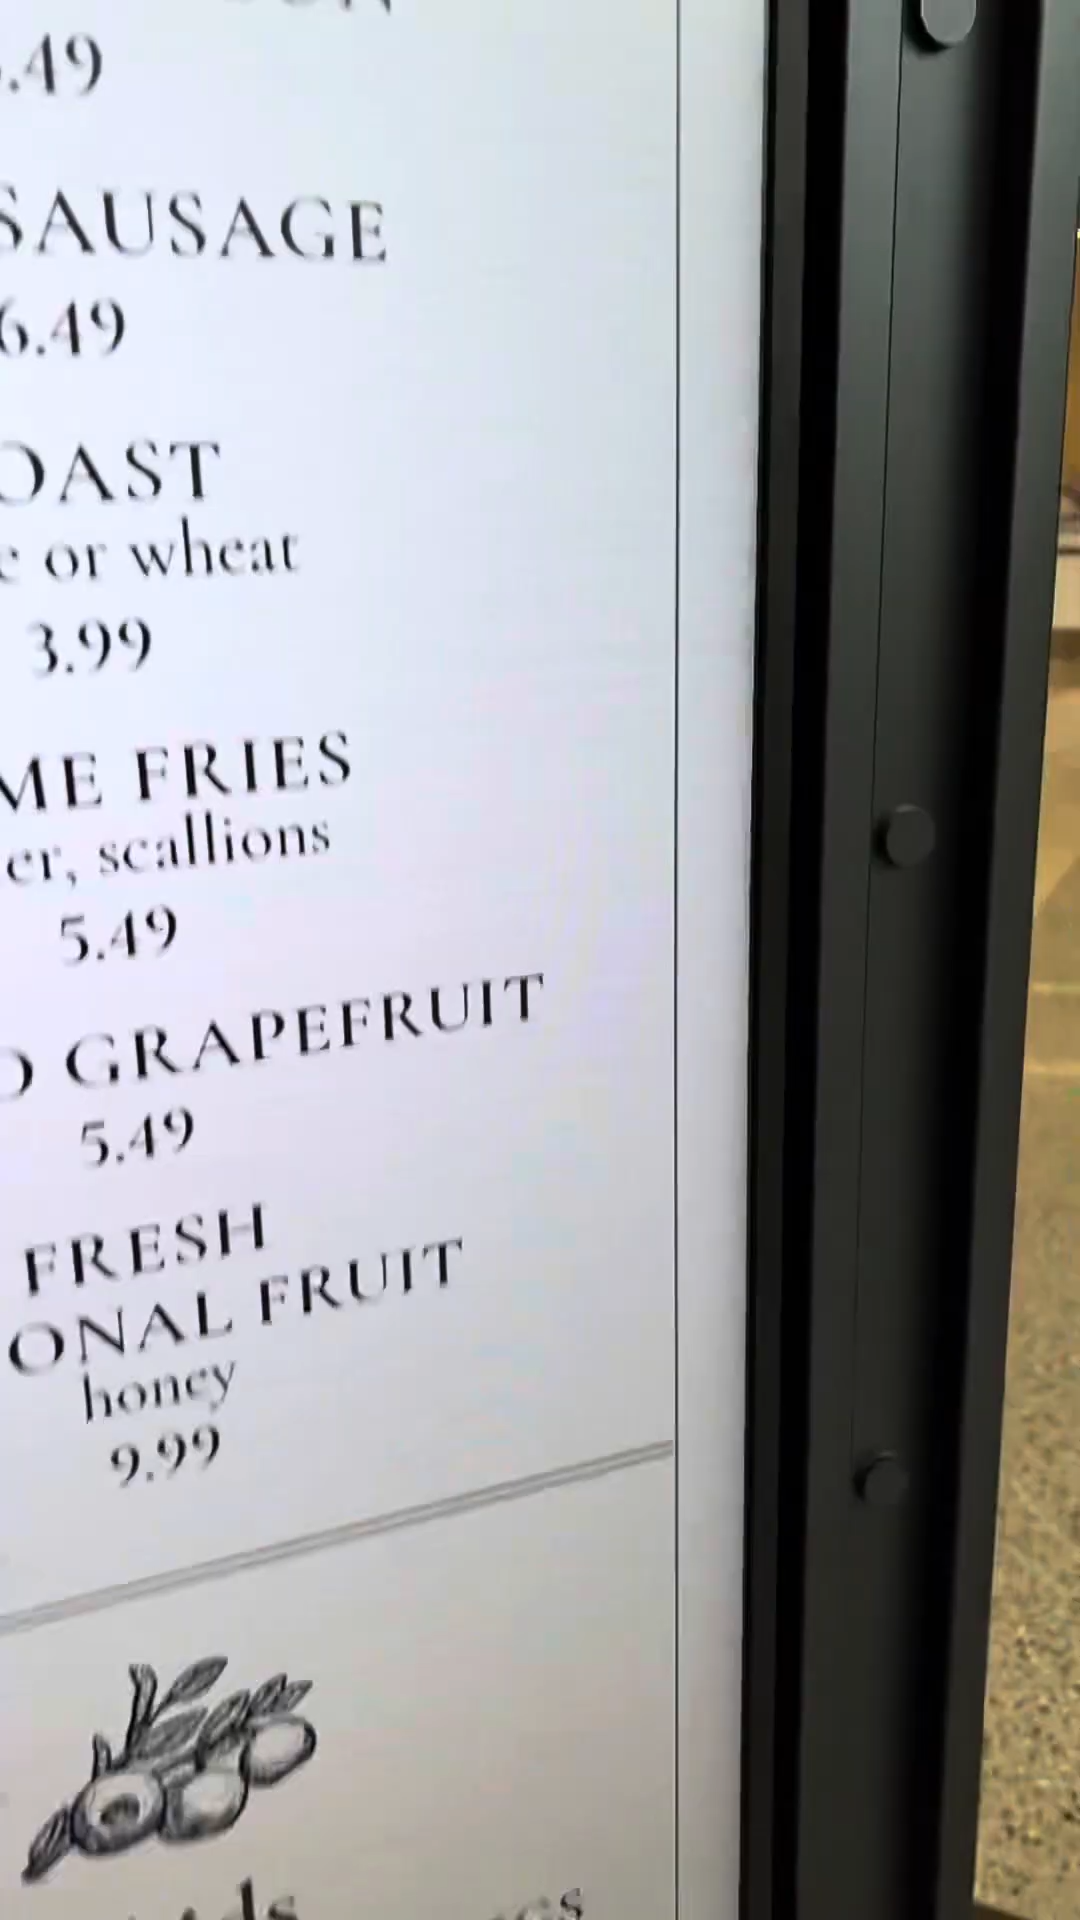 .49
SAUSAGE
6.49
OAST
e or wheat
3.99
ME FRIES
er, scallions
5.49
D GRAPEFRUIT
5.49
FRESH
ONAL FRUIT
honey
9.99